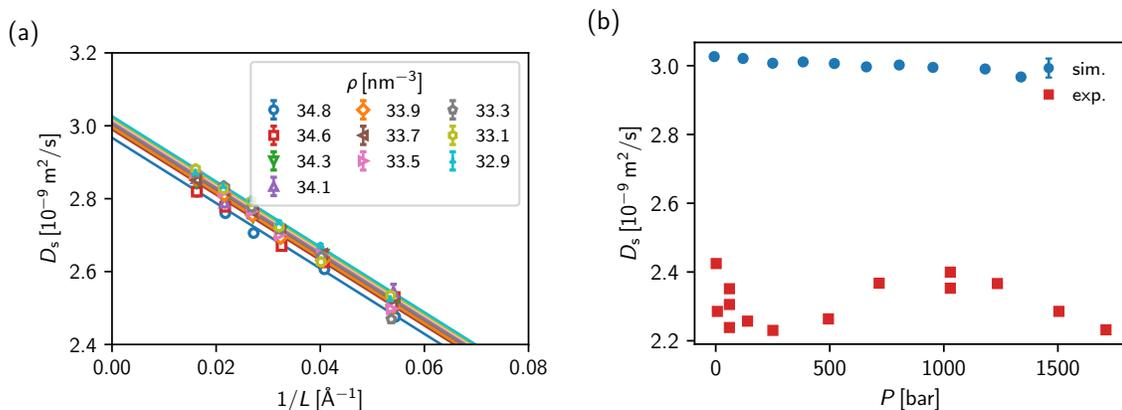 (a)
3.2
3.0
2.8
2.6
2.4
D_s [10^−9 m^2/s]
0.00 0.02 0.04 0.06 0.08
1/L [Å^−1]
ρ [nm^−3]
34.8 33.9 33.3
34.6 33.7 33.1
34.3 33.5 32.9
34.1
(b)
3.0
2.8
2.6
2.4
2.2
D_s [10^−9 m^2/s]
0 500 1000 1500
P [bar]
sim.
exp.